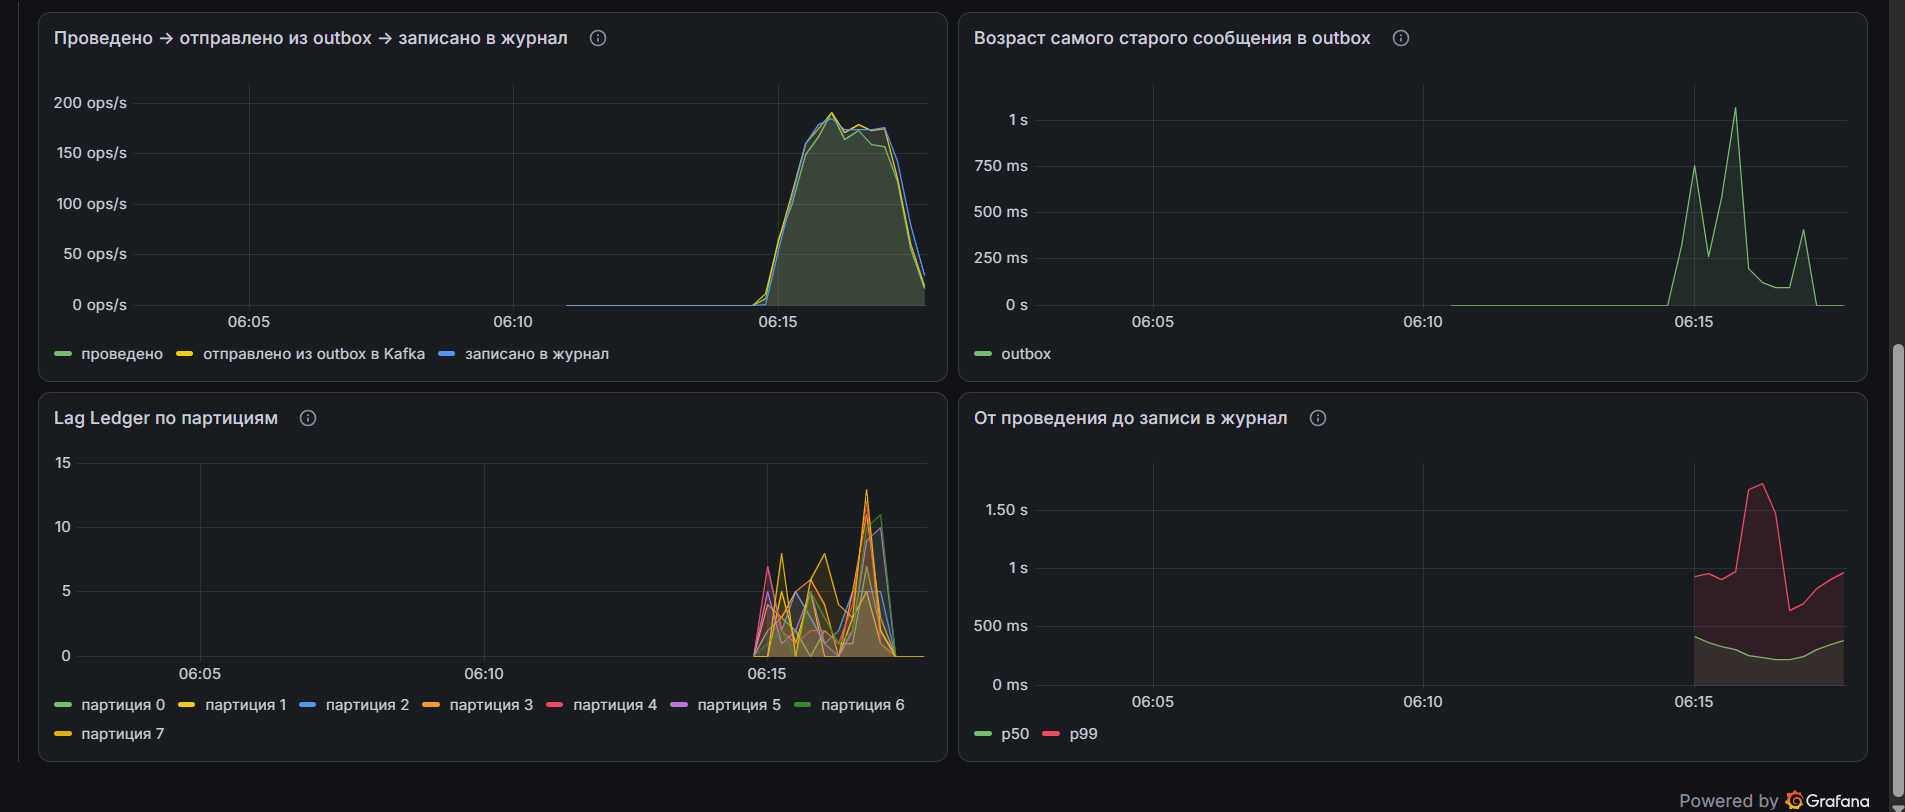 Проведено → отправлено из outbox → записано в журнал
200 ops/s
150 ops/s
100 ops/s
50 ops/s
0 ops/s
06:05 06:10 06:15
проведено отправлено из outbox в Kafka записано в журнал
Возраст самого старого сообщения в outbox
1 s
750 ms
500 ms
250 ms
0 s
06:05 06:10 06:15
outbox
Lag Ledger по партициям
15
10
5
0
06:05 06:10 06:15
партиция 0 партиция 1 партиция 2 партиция 3 партиция 4 партиция 5 партиция 6
партиция 7
От проведения до записи в журнал
1.50 s
1 s
500 ms
0 ms
06:05 06:10 06:15
p50 p99
Powered by Grafana